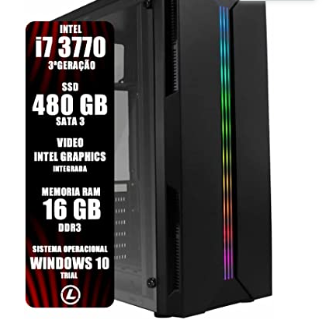 INTEL
i7 3770
3ªGERAÇÃO
SSD
480 GB
SATA 3
VIDEO
INTEL GRAPHICS
INTEGRADA
MEMORIA RAM
16 GB
DDR3
SISTEMA OPERACIONAL
WINDOWS 10
TRIAL
L